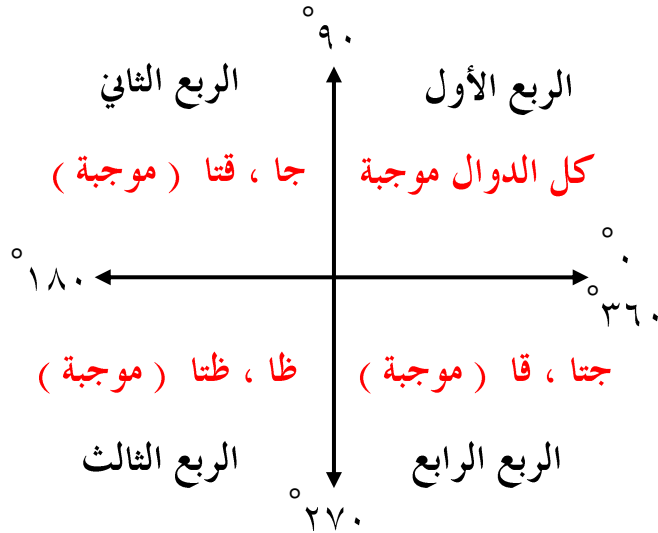 °٩٠
الربع الأول
الربع الثاني
كل الدوال موجبة
جا ، قتا ( موجبة )
°٠
°١٨٠
°٣٦٠
جتا ، قا ( موجبة )
ظا ، ظتا ( موجبة )
الربع الرابع
الربع الثالث
°٢٧٠